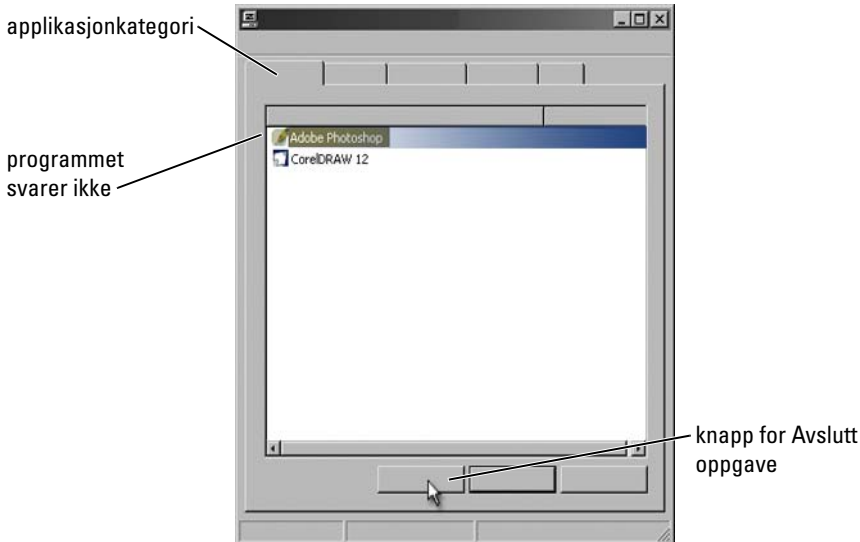 applikasjonkategori
Adobe Photoshop
CorelDRAW 12
programmet
svarer ikke
knapp for Avslutt
oppgave